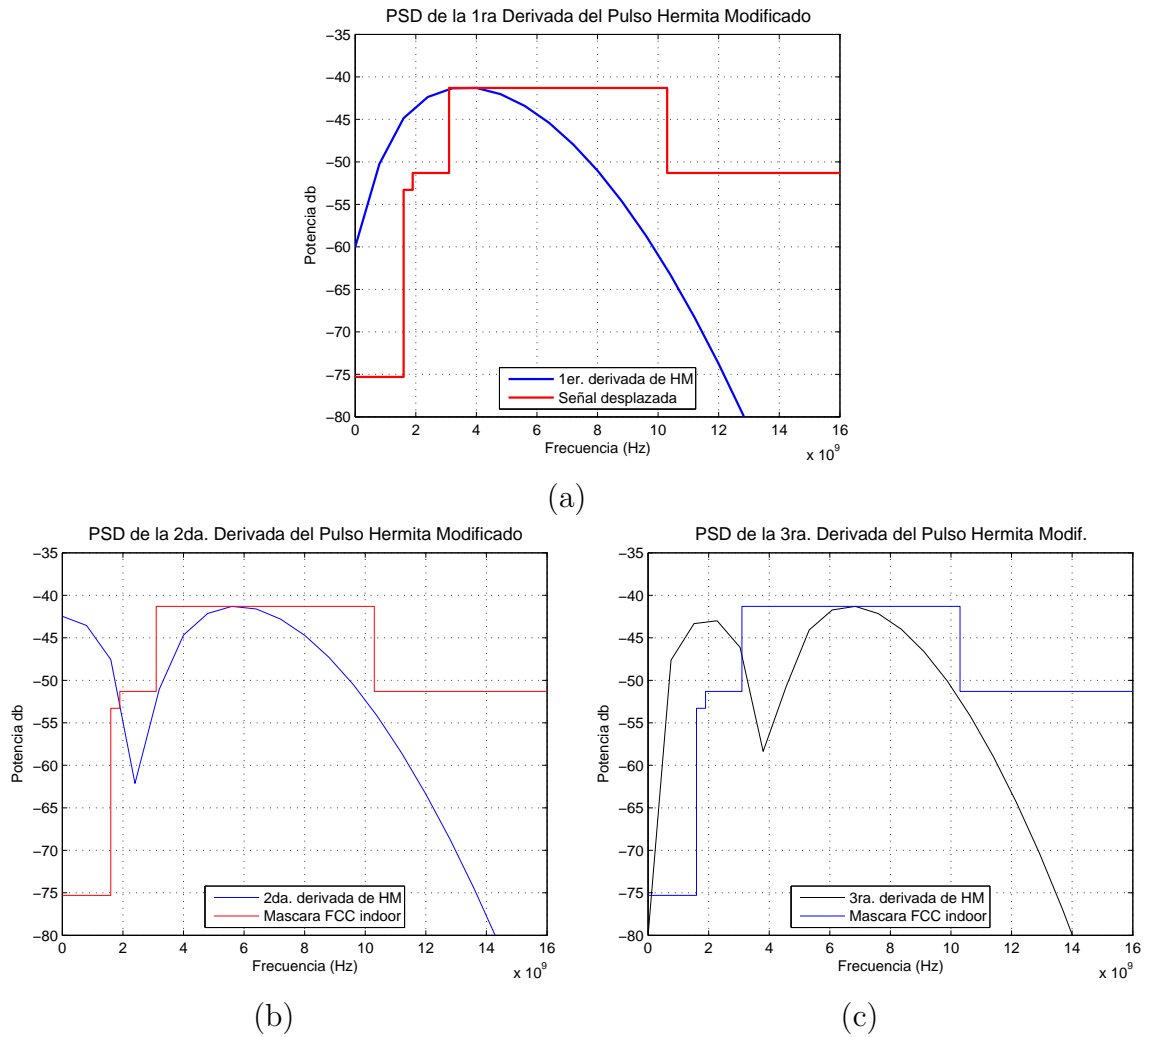 PSD de la 1ra Derivada del Pulso Hermita Modificado
−35
−40
−45
−50
−55
−60
−65
−70
−75
−80
Potencia db
0 2 4 6 8 10 12 14 16
Frecuencia (Hz)
x 10⁹
1er. derivada de HM
Señal desplazada
(a)
PSD de la 2da. Derivada del Pulso Hermita Modificado
−35
−40
−45
−50
−55
−60
−65
−70
−75
−80
Potencia db
0 2 4 6 8 10 12 14 16
Frecuencia (Hz)
x 10⁹
2da. derivada de HM
Mascara FCC indoor
(b)
PSD de la 3ra. Derivada del Pulso Hermita Modif.
−35
−40
−45
−50
−55
−60
−65
−70
−75
−80
Potencia db
0 2 4 6 8 10 12 14 16
Frecuencia (Hz)
x 10⁹
3ra. derivada de HM
Mascara FCC indoor
(c)